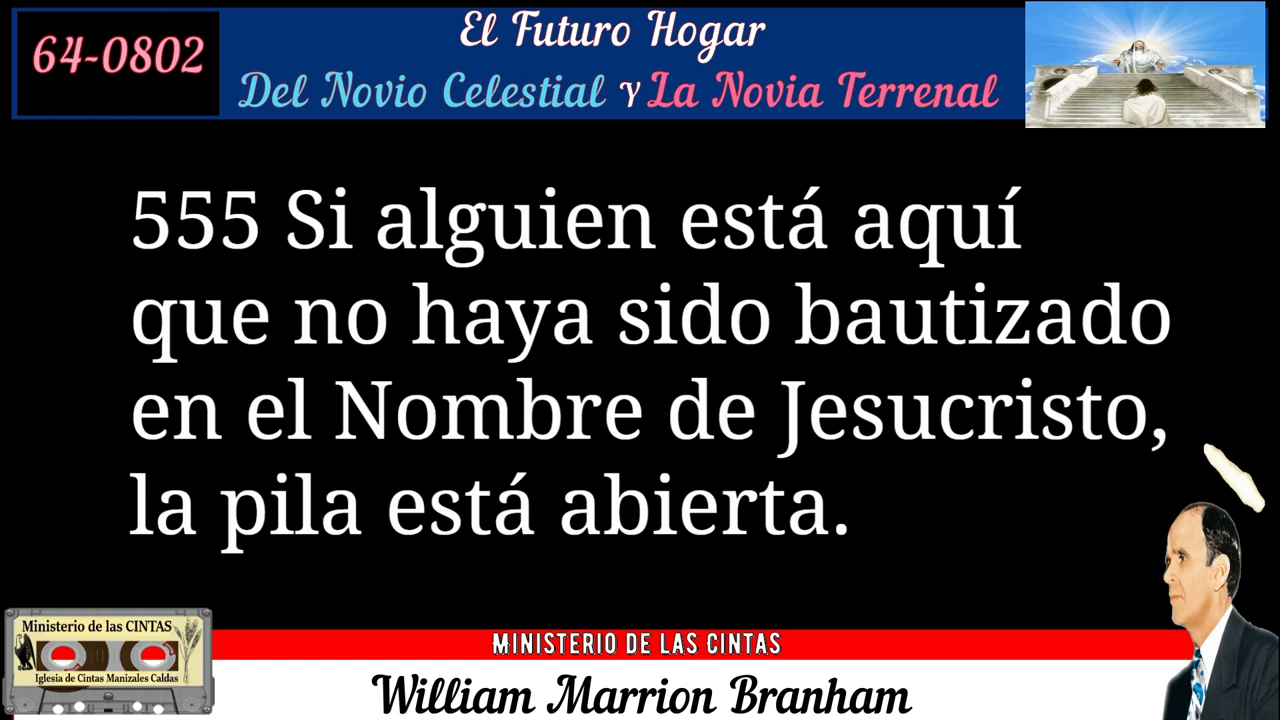 64-0802
El Futuro Hogar
Del Novio Celestial Y La Novia Terrenal
555 Si alguien está aquí
que no haya sido bautizado
en el Nombre de Jesucristo,
la pila está abierta.
Ministerio de las CINTAS
Iglesia de Cintas Manizales Caldas
MINISTERIO DE LAS CINTAS
William Marrion Branham